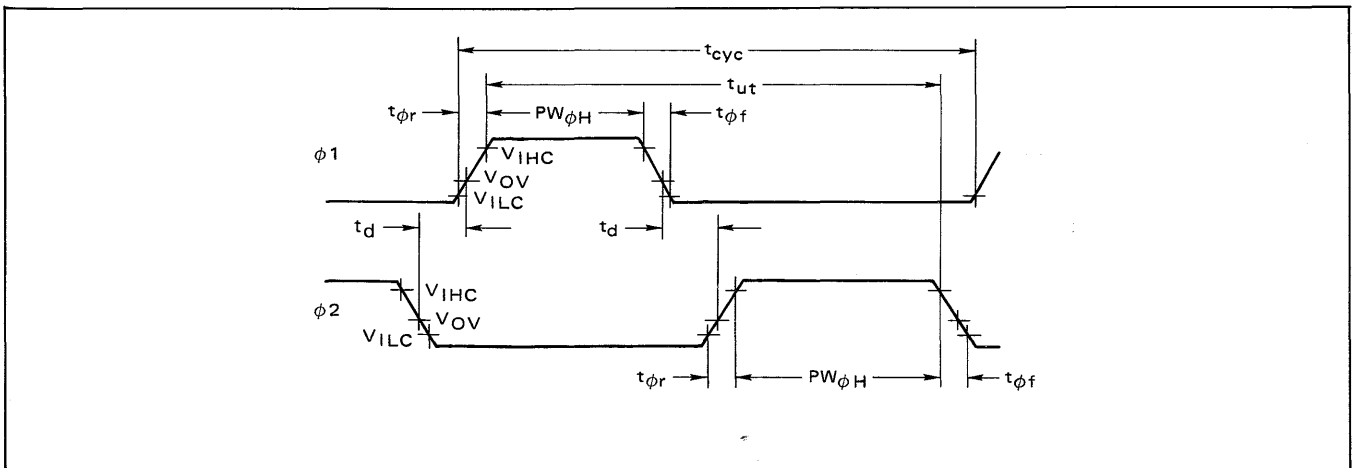 tcyc
tut
tϕr
PWϕH
tϕf
ϕ1
VIHC
VOV
VILC
td
td
ϕ2
VIHC
VOV
VILC
tϕr
PWϕH
tϕf